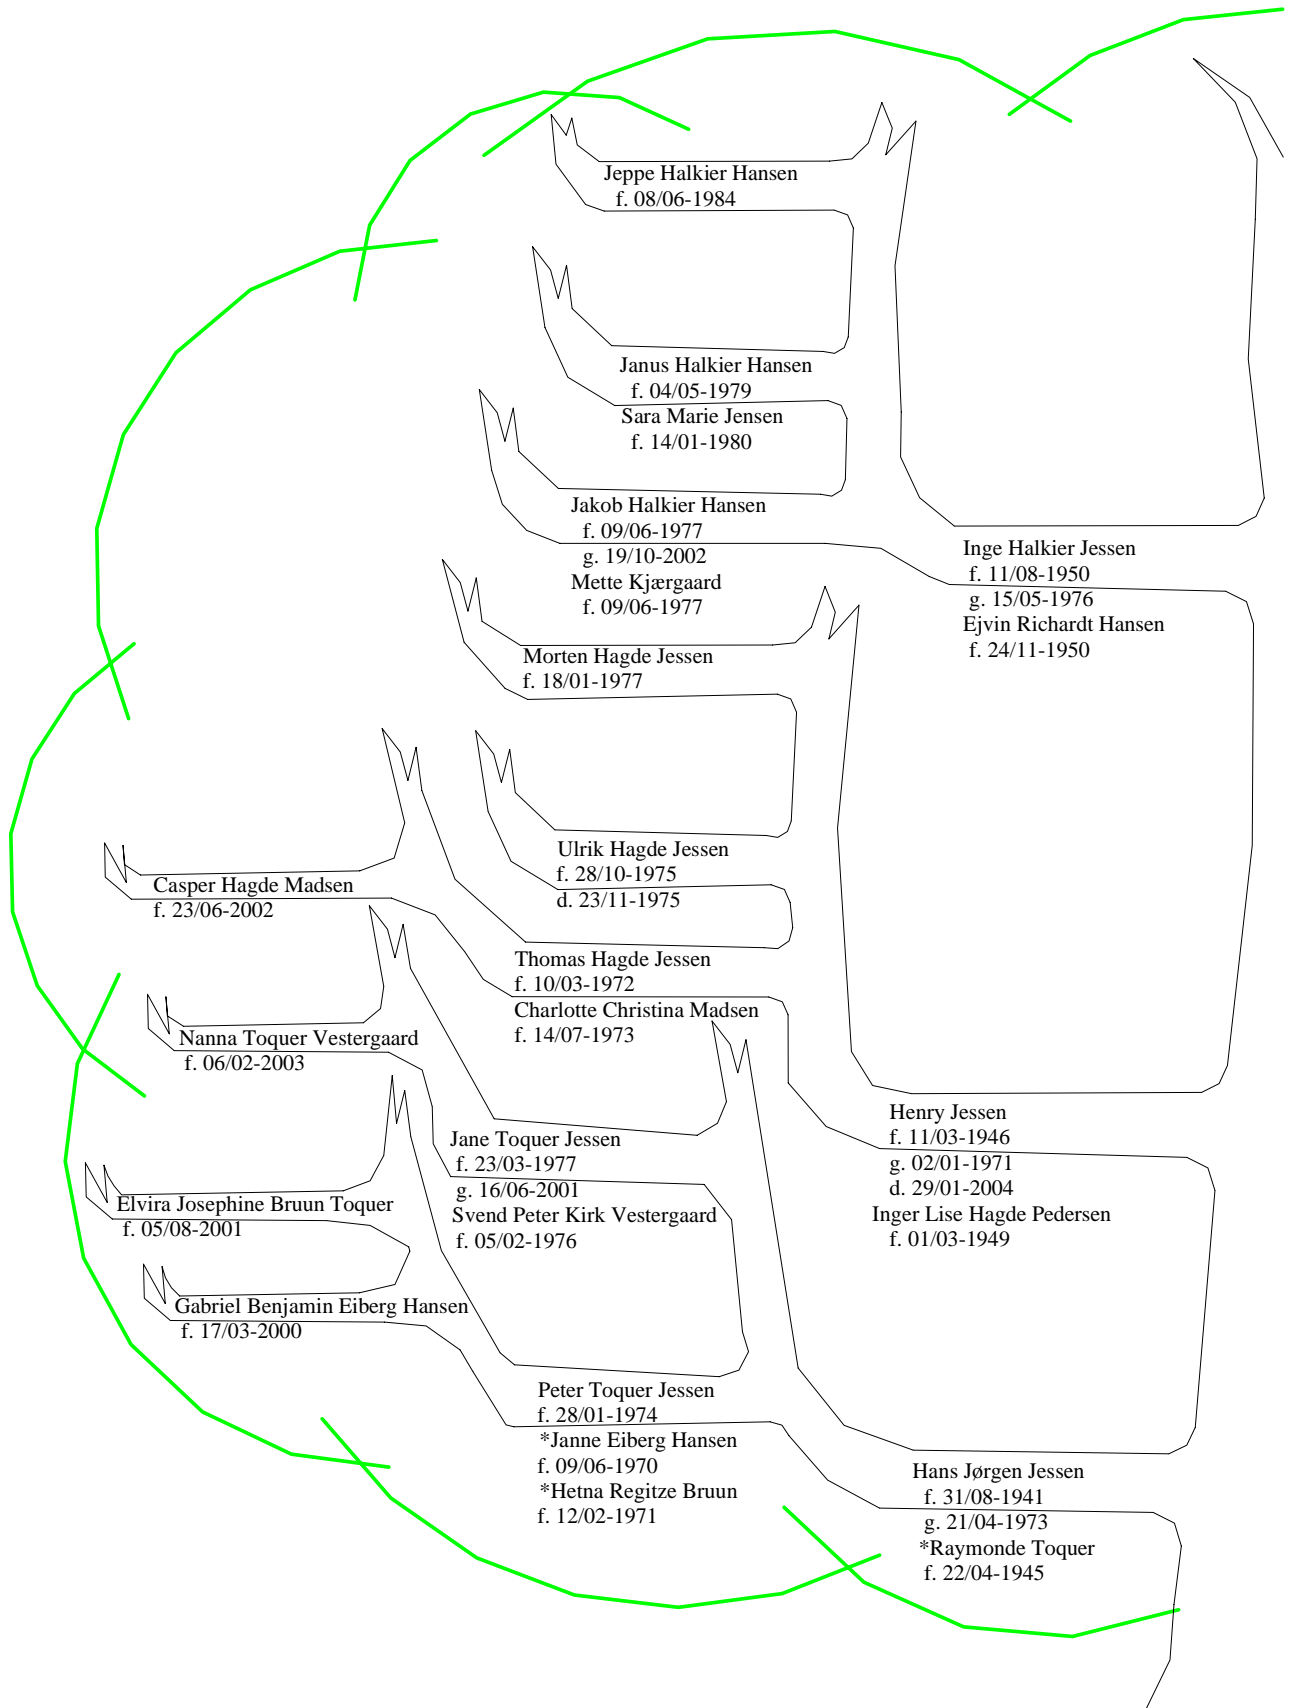 Jeppe Halkier Hansen
f. 08/06-1984
Janus Halkier Hansen
f. 04/05-1979
Sara Marie Jensen
f. 14/01-1980
Jakob Halkier Hansen
f. 09/06-1977
g. 19/10-2002
Mette Kjærgaard
f. 09/06-1977
Inge Halkier Jessen
f. 11/08-1950
g. 15/05-1976
Ejvin Richardt Hansen
f. 24/11-1950
Morten Hagde Jessen
f. 18/01-1977
Ulrik Hagde Jessen
f. 28/10-1975
d. 23/11-1975
Casper Hagde Madsen
f. 23/06-2002
Thomas Hagde Jessen
f. 10/03-1972
Charlotte Christina Madsen
f. 14/07-1973
Nanna Toquer Vestergaard
f. 06/02-2003
Henry Jessen
f. 11/03-1946
g. 02/01-1971
d. 29/01-2004
Inger Lise Hagde Pedersen
f. 01/03-1949
Jane Toquer Jessen
f. 23/03-1977
g. 16/06-2001
Svend Peter Kirk Vestergaard
f. 05/02-1976
Elvira Josephine Bruun Toquer
f. 05/08-2001
Gabriel Benjamin Eiberg Hansen
f. 17/03-2000
Peter Toquer Jessen
f. 28/01-1974
*Janne Eiberg Hansen
f. 09/06-1970
*Hetna Regitze Bruun
f. 12/02-1971
Hans Jørgen Jessen
f. 31/08-1941
g. 21/04-1973
*Raymonde Toquer
f. 22/04-1945